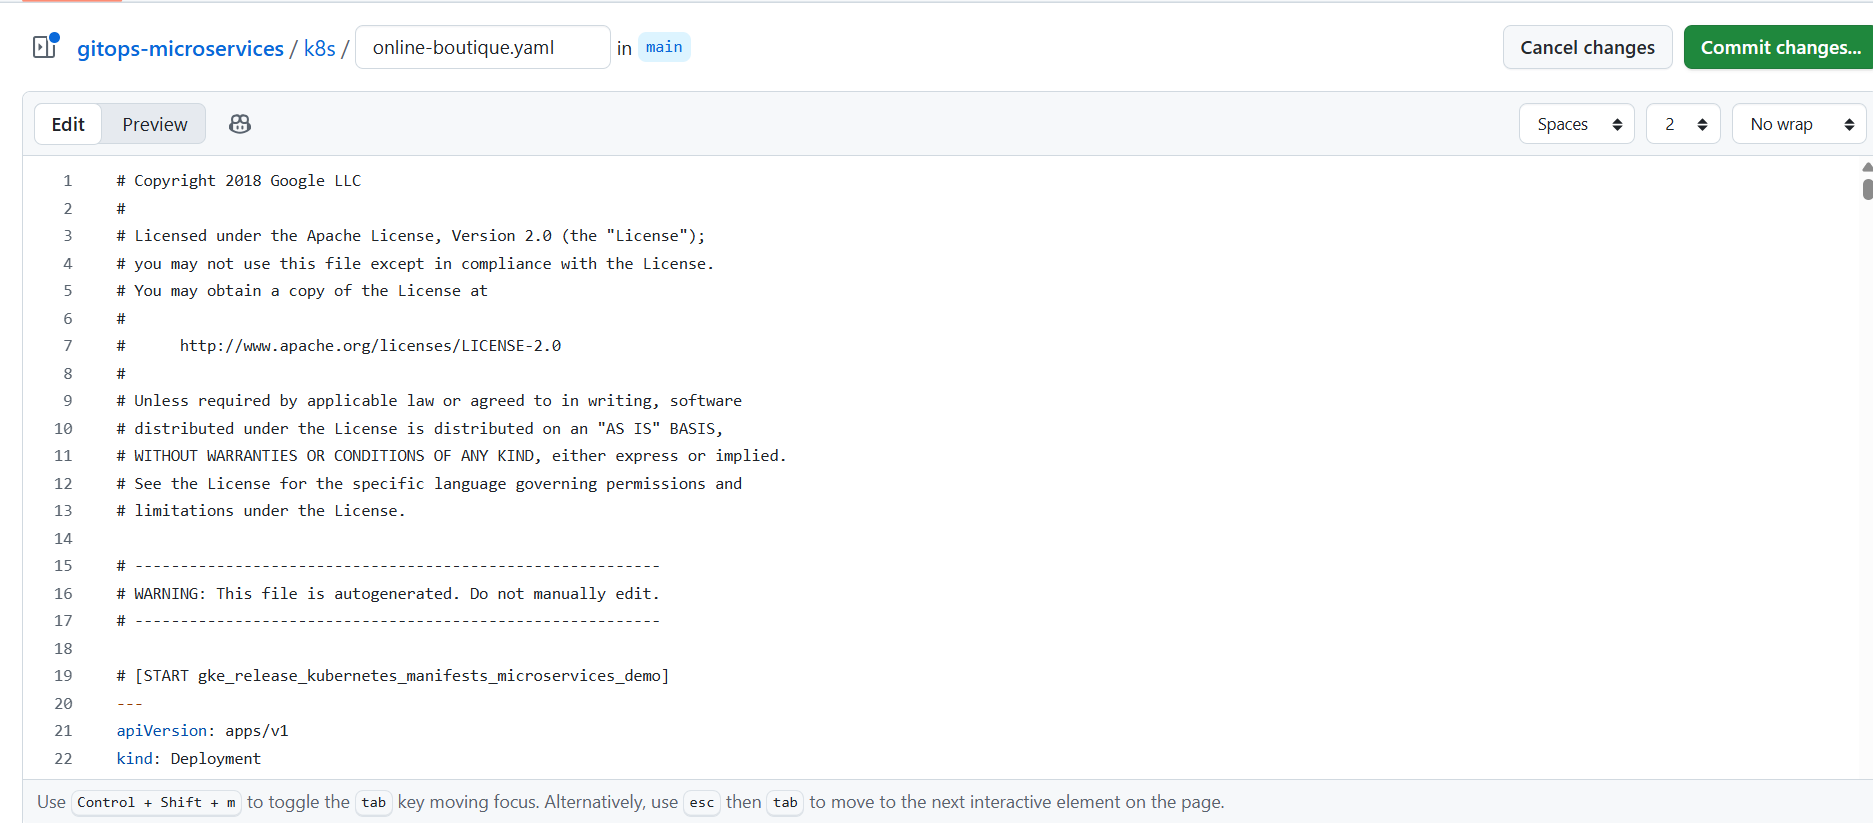 gitops-microservices / k8s / online-boutique.yaml in main Cancel changes Commit changes...
Edit Preview Spaces 2 No wrap
1 # Copyright 2018 Google LLC
2 #
3 # Licensed under the Apache License, Version 2.0 (the "License");
4 # you may not use this file except in compliance with the License.
5 # You may obtain a copy of the License at
6 #
7 #      http://www.apache.org/licenses/LICENSE-2.0
8 #
9 # Unless required by applicable law or agreed to in writing, software
10 # distributed under the License is distributed on an "AS IS" BASIS,
11 # WITHOUT WARRANTIES OR CONDITIONS OF ANY KIND, either express or implied.
12 # See the License for the specific language governing permissions and
13 # limitations under the License.
14
15 # ----------------------------------------------------------
16 # WARNING: This file is autogenerated. Do not manually edit.
17 # ----------------------------------------------------------
18
19 # [START gke_release_kubernetes_manifests_microservices_demo]
20 ---
21 apiVersion: apps/v1
22 kind: Deployment
Use Control + Shift + m to toggle the tab key moving focus. Alternatively, use esc then tab to move to the next interactive element on the page.